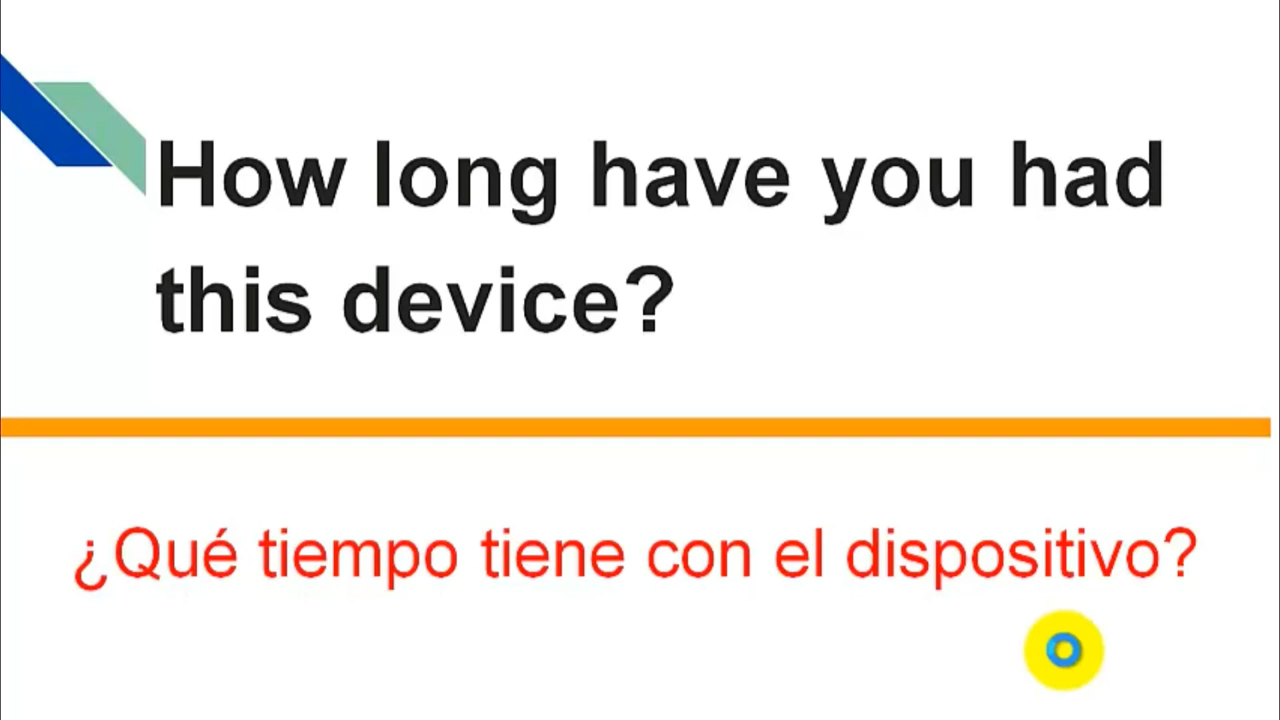 How long have you had
this device?
¿Qué tiempo tiene con el dispositivo?